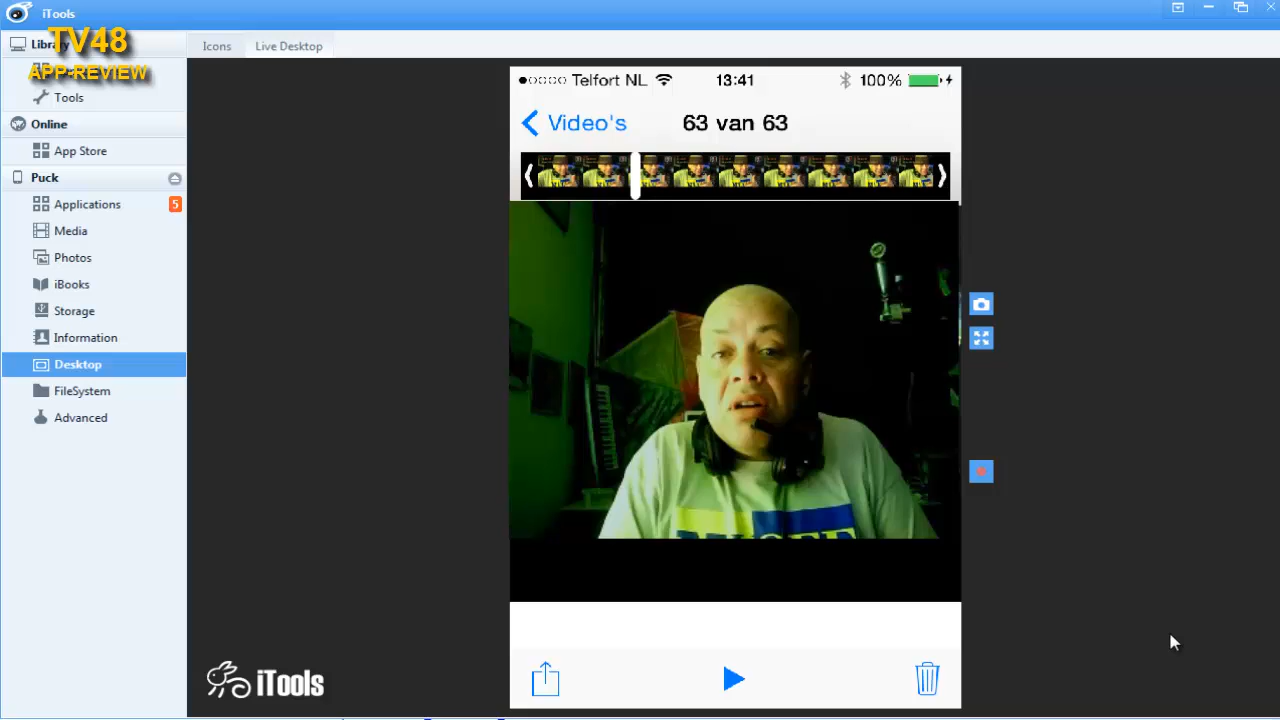 iTools
Library
TV48
APP-REVIEW
Tools
Online
App Store
Puck
Applications
5
Media
Photos
iBooks
Storage
Information
Desktop
FileSystem
Advanced
Icons
Live Desktop
Telfort NL
13:41
100%
Video's
63 van 63
iTools